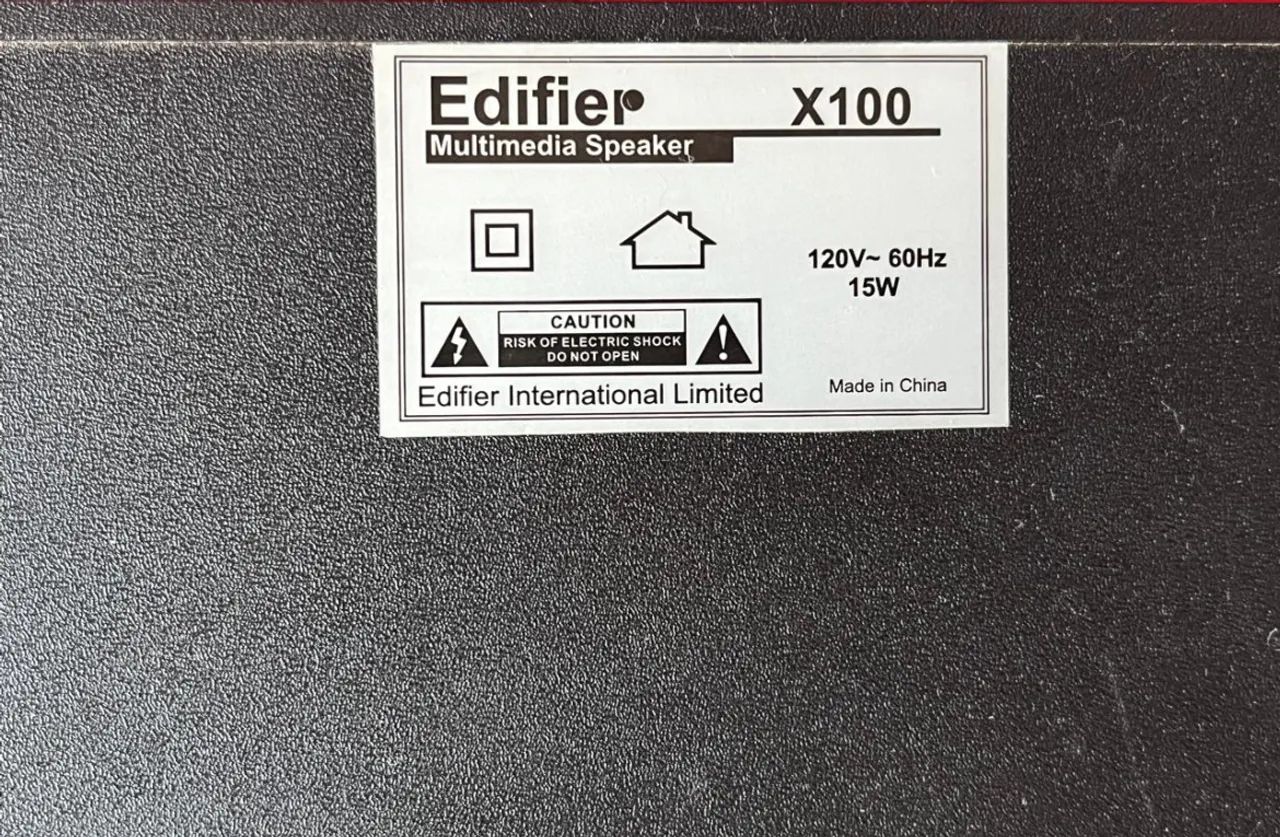 Edifier X100
Multimedia Speaker
120V~ 60Hz
15W
CAUTION
RISK OF ELECTRIC SHOCK
DO NOT OPEN
Edifier International Limited
Made in China